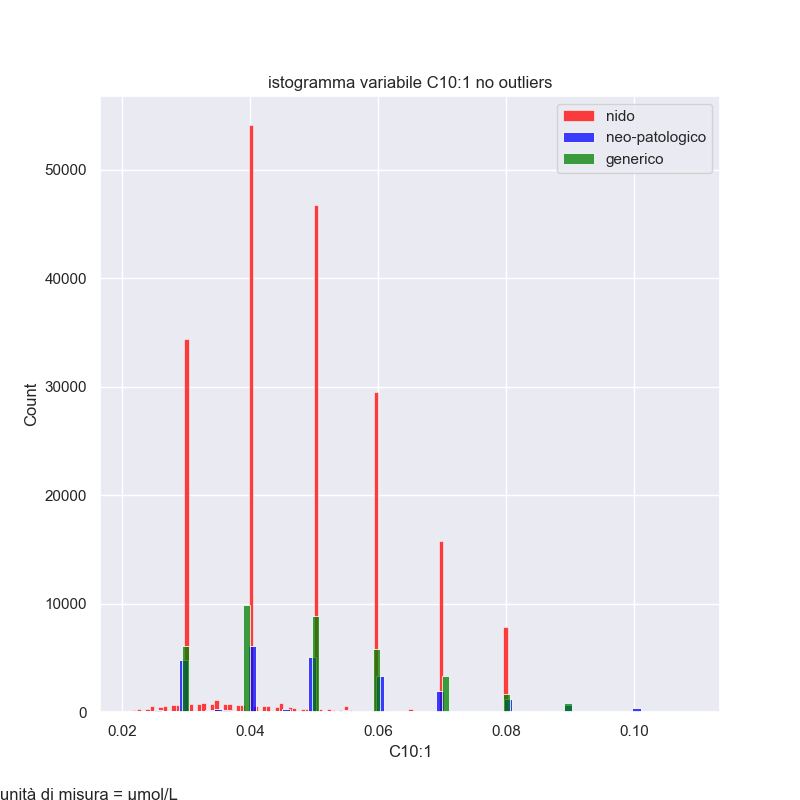 istogramma variabile C10:1 no outliers
nido
neo-patologico
generico
Count
50000
40000
30000
20000
10000
0
0.02 0.04 0.06 0.08 0.10
C10:1
unità di misura = μmol/L